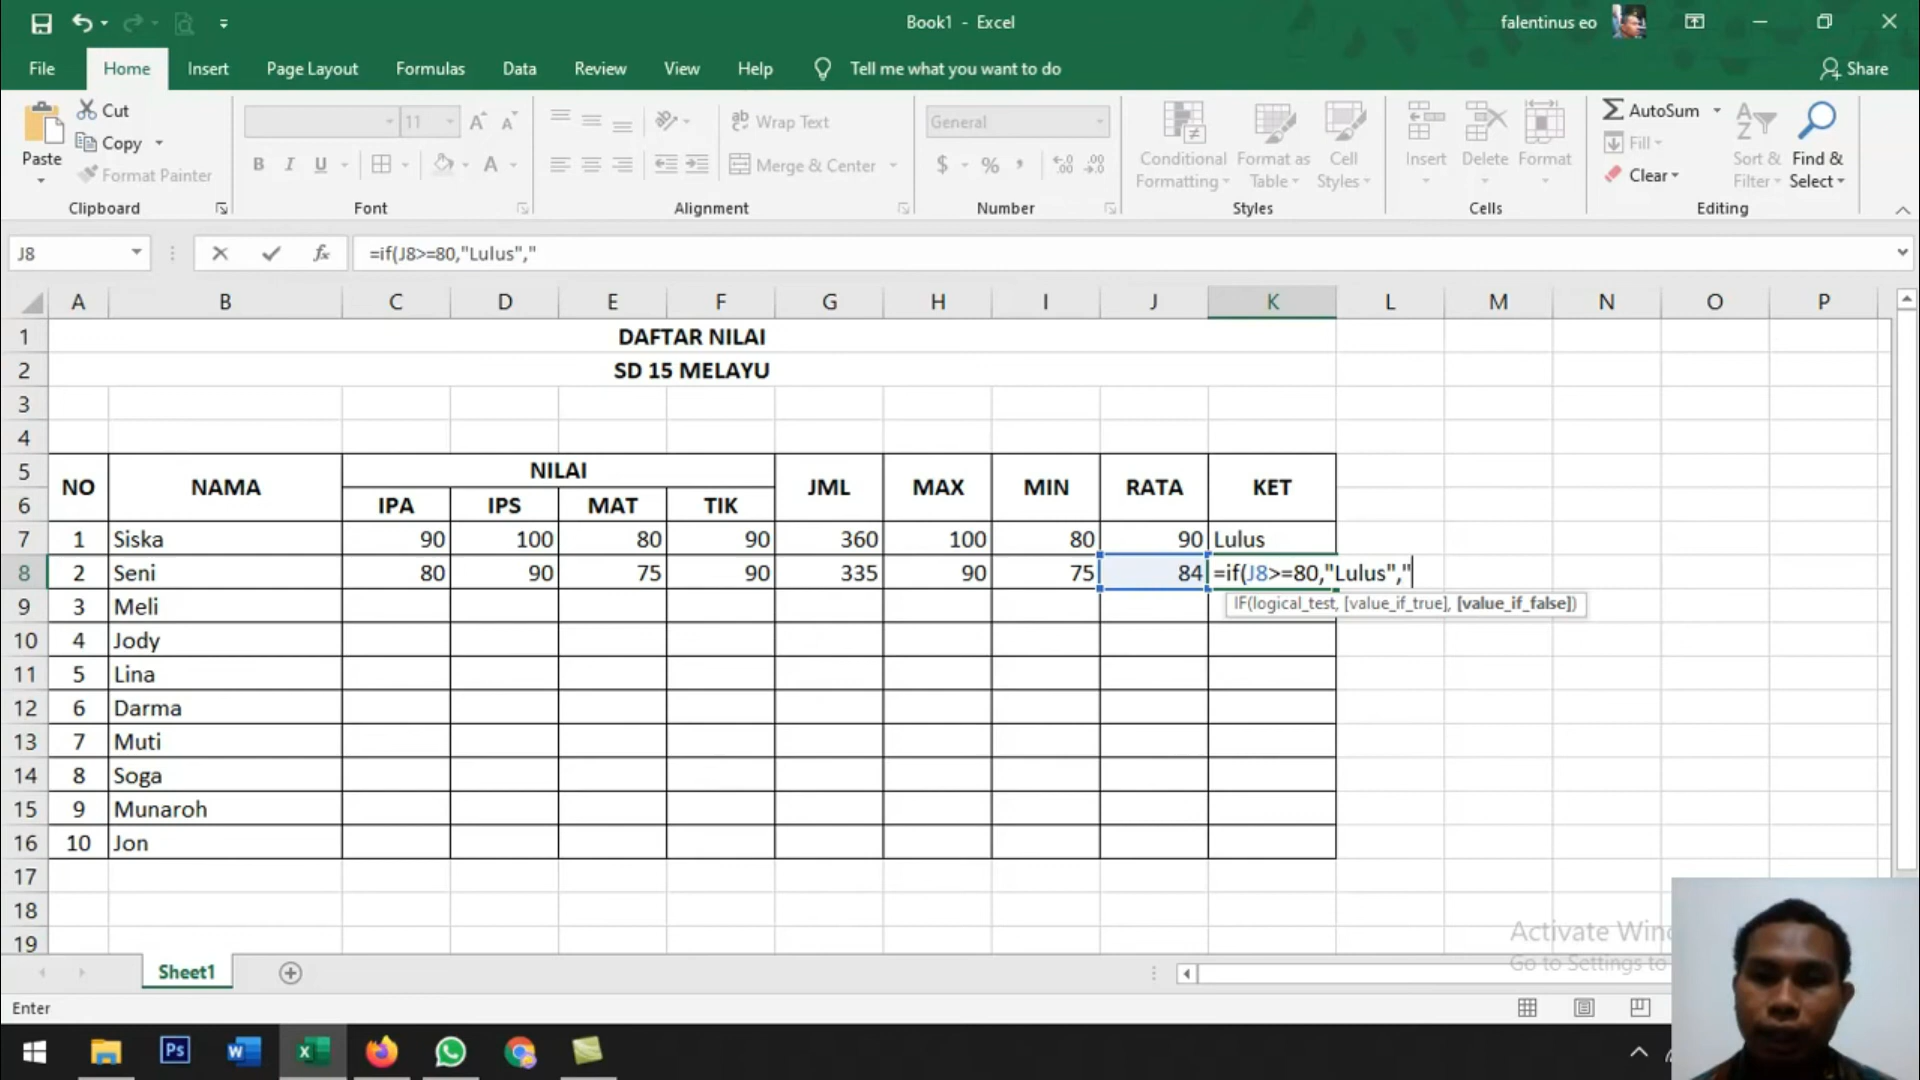 Book1 - Excel
falentinus eo
File Home Insert Page Layout Formulas Data Review View Help Tell me what you want to do Share
Paste
Cut
Copy
Format Painter
Clipboard
11
B I U
Font
Wrap Text
Merge & Center
Alignment
General
$ %
Number
Conditional Formatting
Format as Table
Cell Styles
Styles
Insert Delete Format
Cells
AutoSum
Fill
Clear
Sort & Filter
Find & Select
Editing
J8 fx =if(J8>=80,"Lulus","
A B C D E F G H I J K L M N O P
1 DAFTAR NILAI
2 SD 15 MELAYU
3
4
5 NO NAMA NILAI JML MAX MIN RATA KET
6 IPA IPS MAT TIK
7 1 Siska 90 100 80 90 360 100 80 90 Lulus
8 2 Seni 80 90 75 90 335 90 75 84 =if(J8>=80,"Lulus","
IF(logical_test, [value_if_true], [value_if_false])
9 3 Meli
10 4 Jody
11 5 Lina
12 6 Darma
13 7 Muti
14 8 Soga
15 9 Munaroh
16 10 Jon
17
18
19
Activate Win
Go to Settings to
Sheet1
Enter
Ps